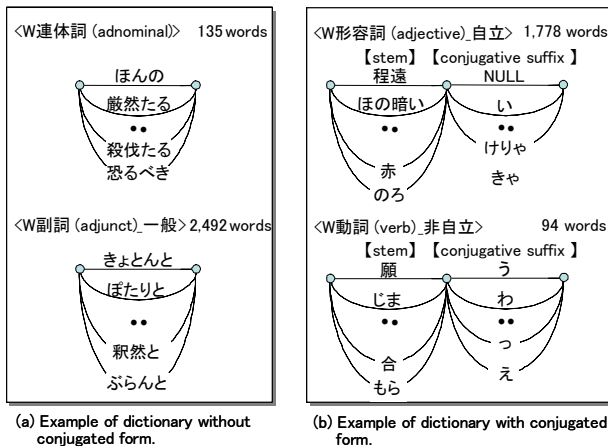 <W連体詞 (adnominal)> 135 words
ほんの
厳然たる
••
殺伐たる
恐るべき
<W副詞 (adjunct)_一般> 2,492 words
きょとんと
ぽたりと
••
釈然と
ぶらんと
(a) Example of dictionary without
conjugated form.
<W形容詞 (adjective)_自立> 1,778 words
【stem】 【conjugative suffix 】
程遠 NULL
ほの暗い い
•• ••
けりゃ
赤 きゃ
のろ
<W動詞 (verb)_非自立> 94 words
【stem】 【conjugative suffix 】
願 う
じま わ
•• ••
っ
合 え
もら
(b) Example of dictionary with conjugated
form.